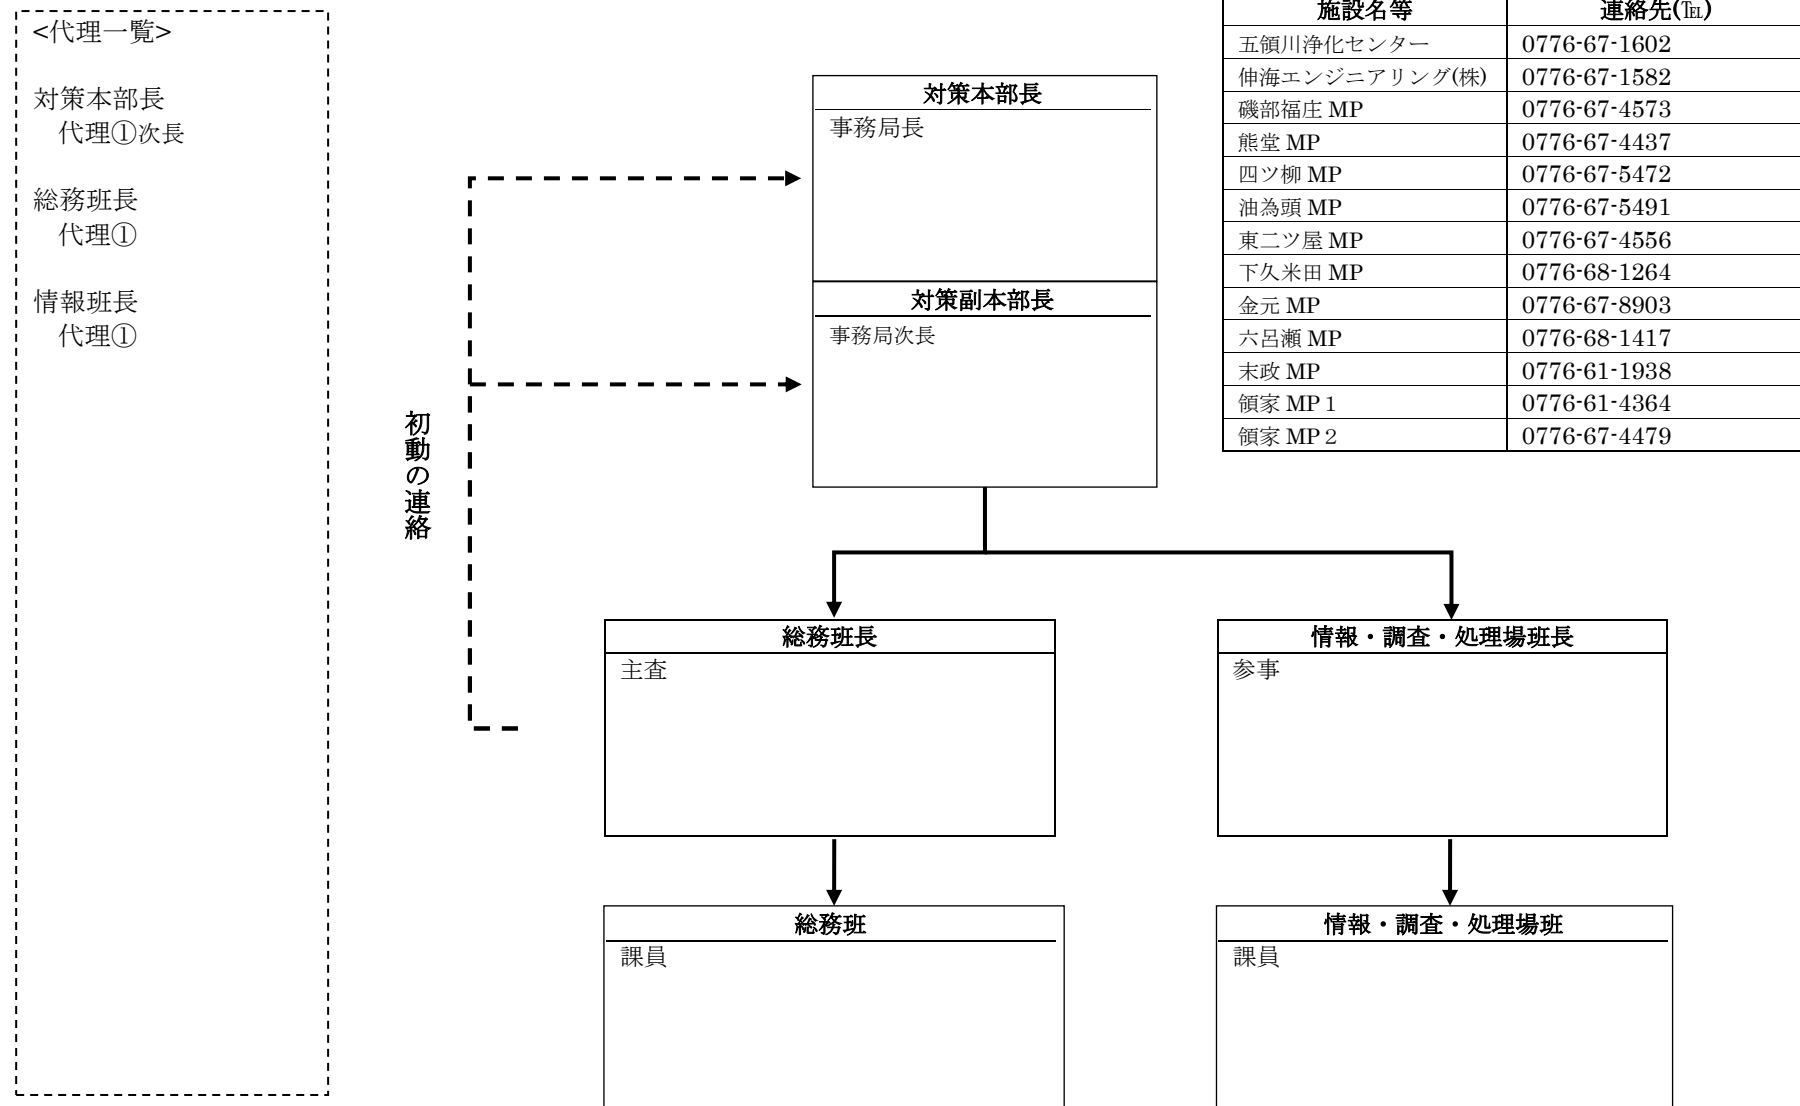 <代理一覧>
対策本部長
代理①次長
総務班長
代理①
情報班長
代理①
初動の連絡
対策本部長
事務局長
対策副本部長
事務局次長
施設名等 連絡先(℡)
五領川浄化センター 0776-67-1602
伸海エンジニアリング(株) 0776-67-1582
磯部福庄 MP 0776-67-4573
熊堂 MP 0776-67-4437
四ツ柳 MP 0776-67-5472
油為頭 MP 0776-67-5491
東二ツ屋 MP 0776-67-4556
下久米田 MP 0776-68-1264
金元 MP 0776-67-8903
六呂瀬 MP 0776-68-1417
末政 MP 0776-61-1938
領家 MP１ 0776-61-4364
領家 MP２ 0776-67-4479
総務班長
主査
情報・調査・処理場班長
参事
総務班
課員
情報・調査・処理場班
課員